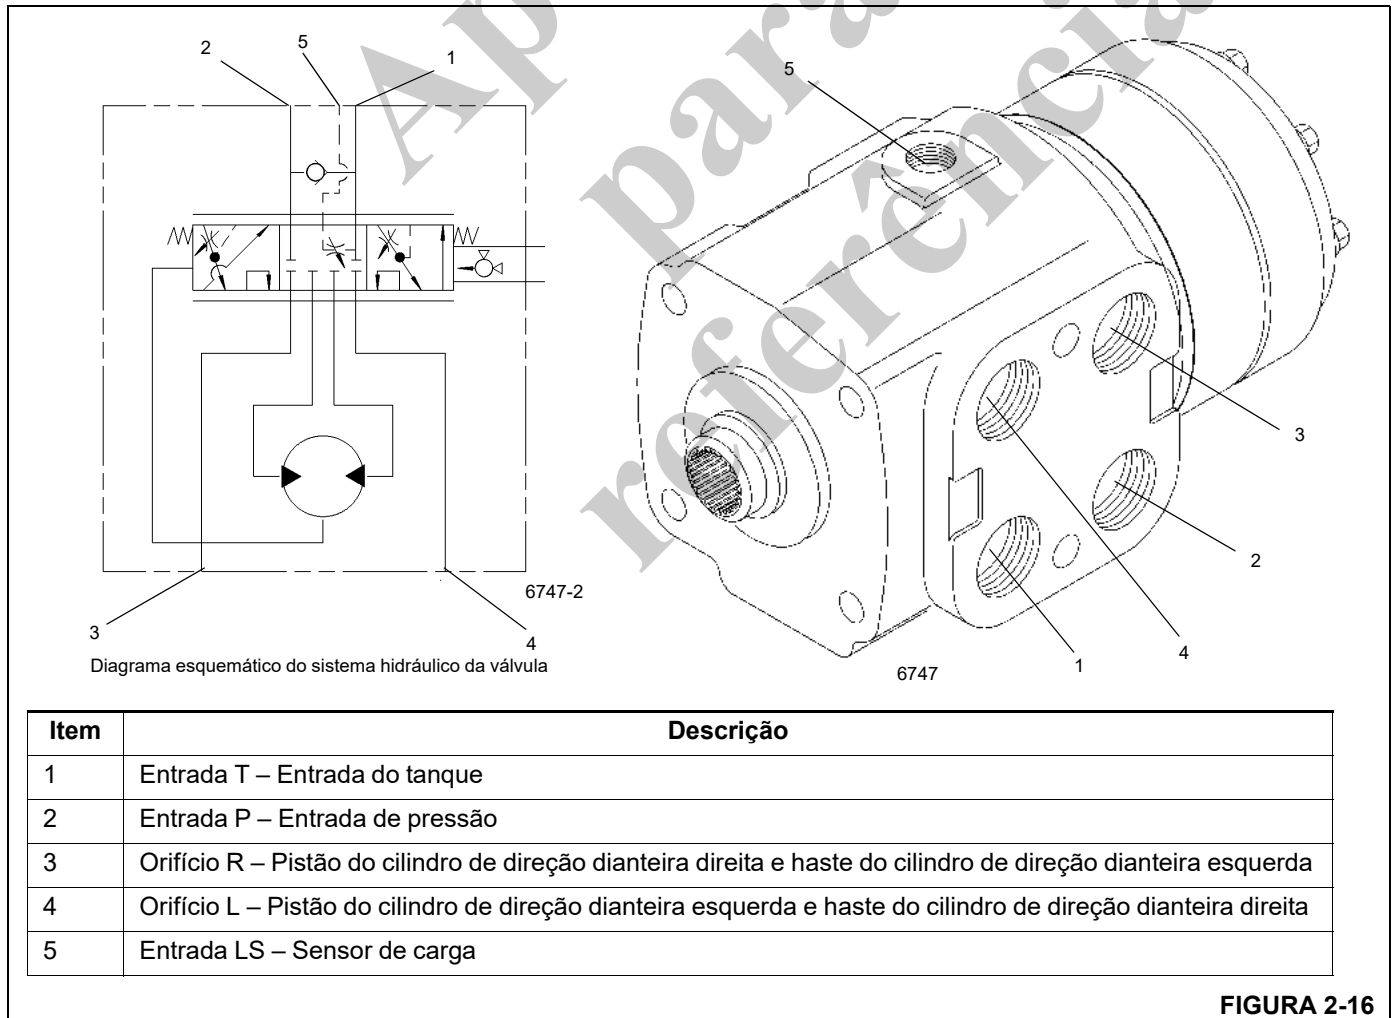 2
5
1
3
4
6747-2
Diagrama esquemático do sistema hidráulico da válvula
5
3
2
4
1
6747
Item Descrição
1 Entrada T – Entrada do tanque
2 Entrada P – Entrada de pressão
3 Orifício R – Pistão do cilindro de direção dianteira direita e haste do cilindro de direção dianteira esquerda
4 Orifício L – Pistão do cilindro de direção dianteira esquerda e haste do cilindro de direção dianteira direita
5 Entrada LS – Sensor de carga
FIGURA 2-16
Ap
para
referência